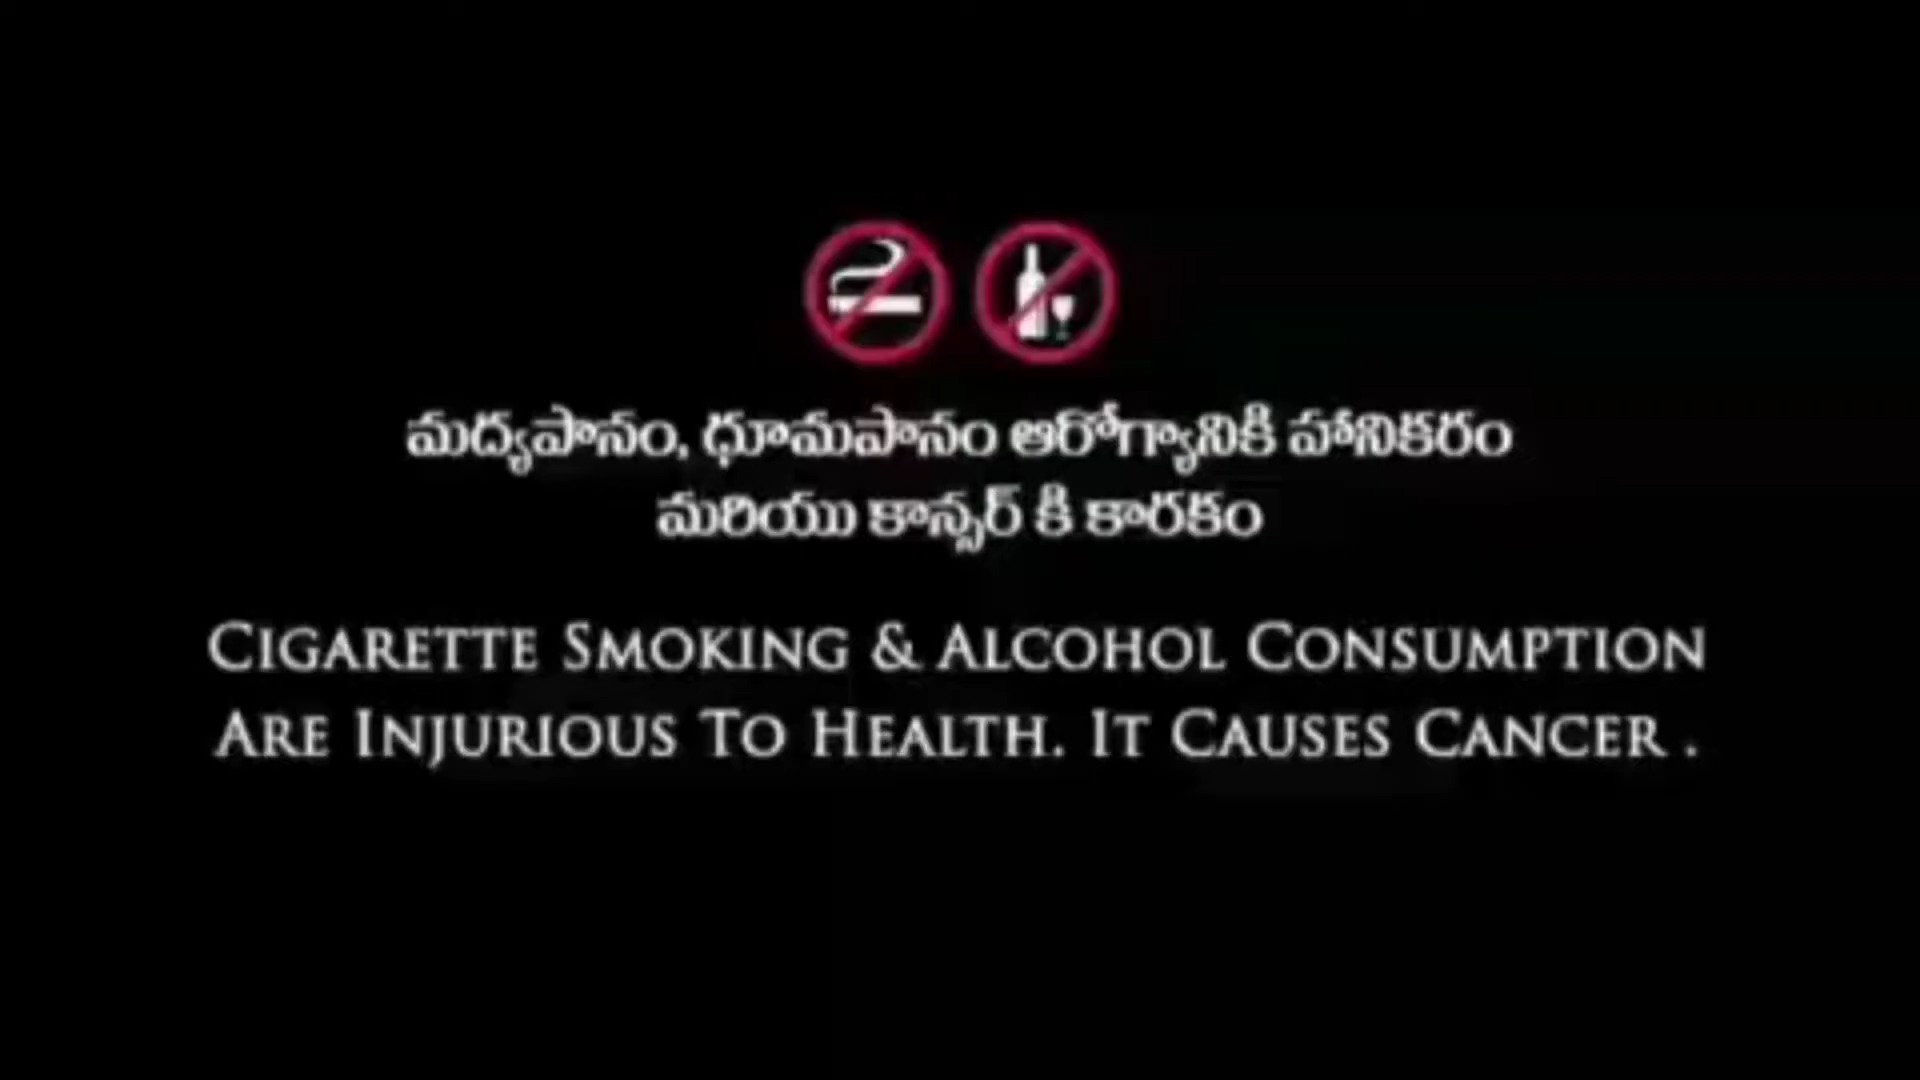 మద్యపానం, ధూమపానం ఆరోగ్యానికి హానికరం
మరియు కాన్సర్ కి కారకం
CIGARETTE SMOKING & ALCOHOL CONSUMPTION
ARE INJURIOUS TO HEALTH. IT CAUSES CANCER .